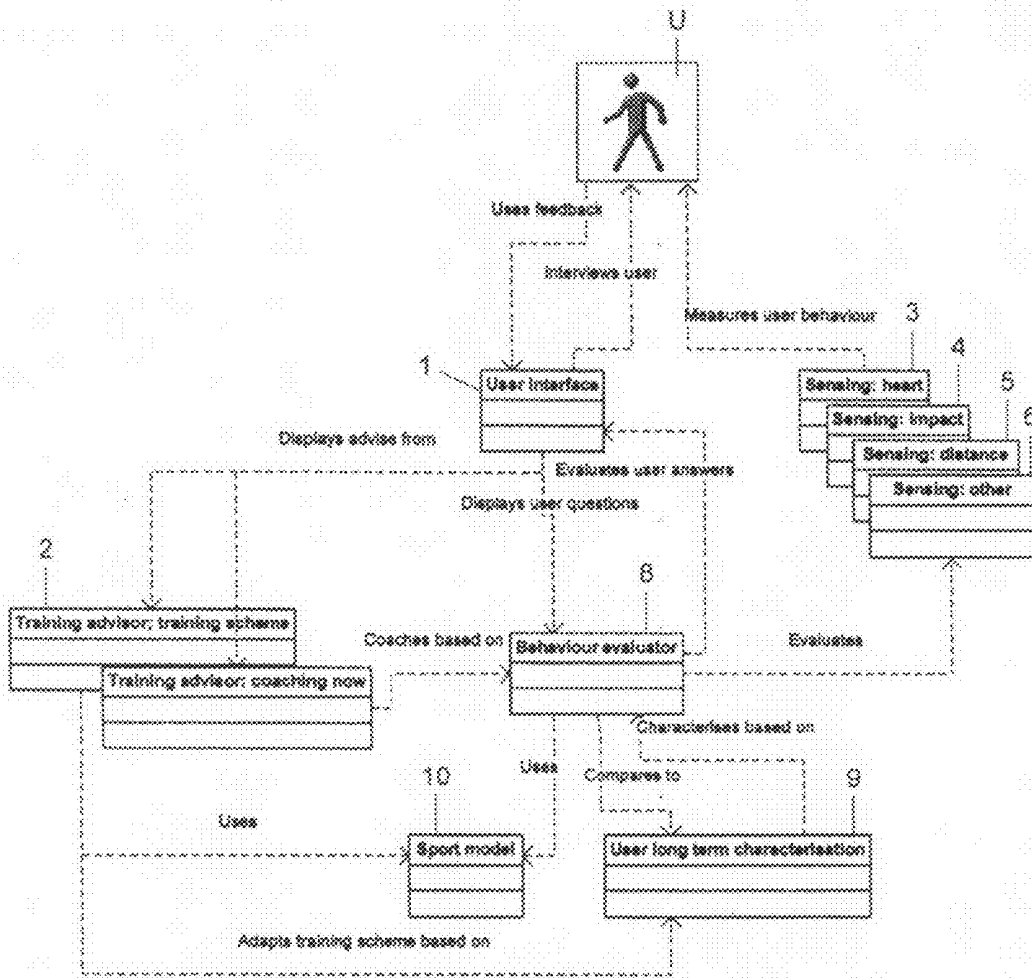 U
Uses feedback
Interviews user
Measures user behaviour
3
4
5
6
1
User interface
Sensing: heart
Sensing: impact
Sensing: distance
Sensing: other
Displays advise from
Evaluates user answers
Displays user questions
2
8
Training advisor: training scheme
Training advisor: coaching now
Coaches based on
Behaviour evaluator
Evaluates
Characterises based on
Uses
Compares to
10
9
Uses
Sport model
User long term characterisation
Adapts training scheme based on